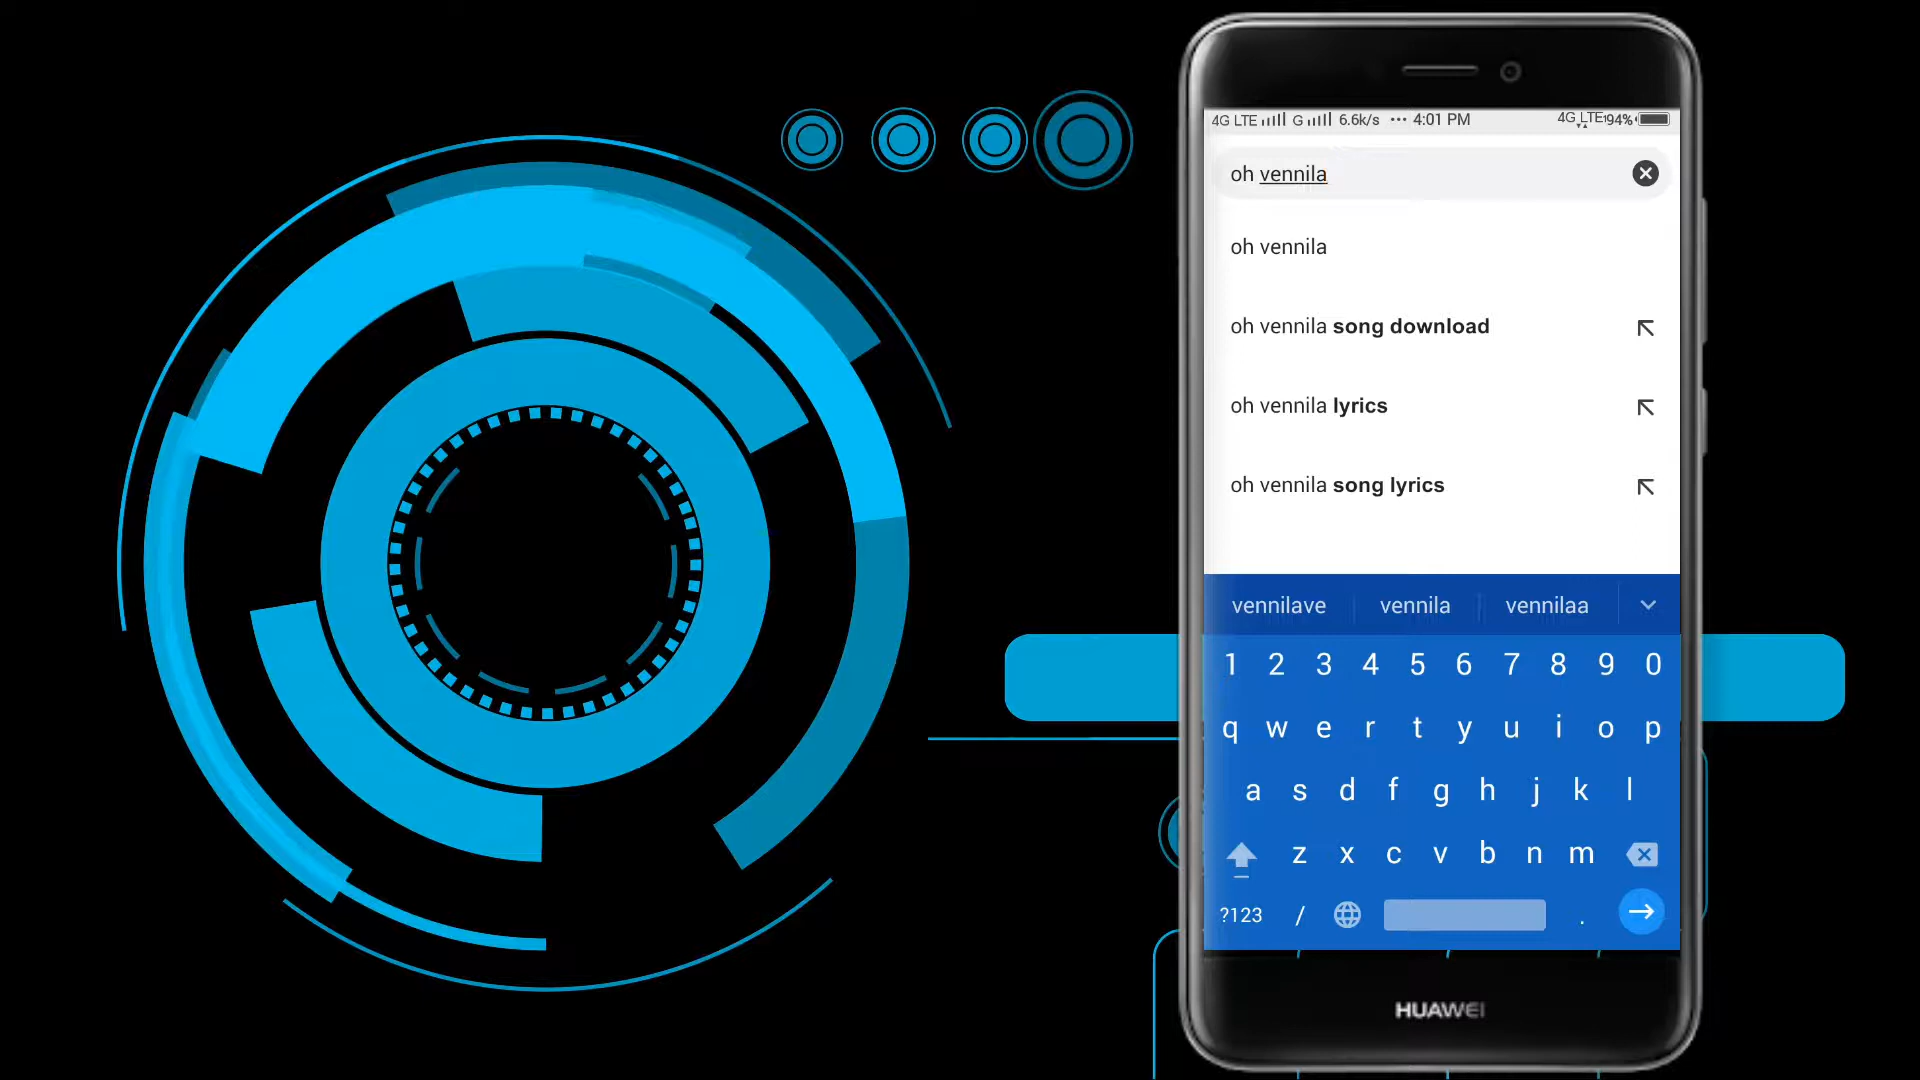 4G LTE G 6.6k/s ••• 4:01 PM 4G LTE 94%
oh vennila
oh vennila
oh vennila song download
oh vennila lyrics
oh vennila song lyrics
vennilave vennila vennilaa
1 2 3 4 5 6 7 8 9 0
q w e r t y u i o p
a s d f g h j k l
z x c v b n m
?123 / .
HUAWEI